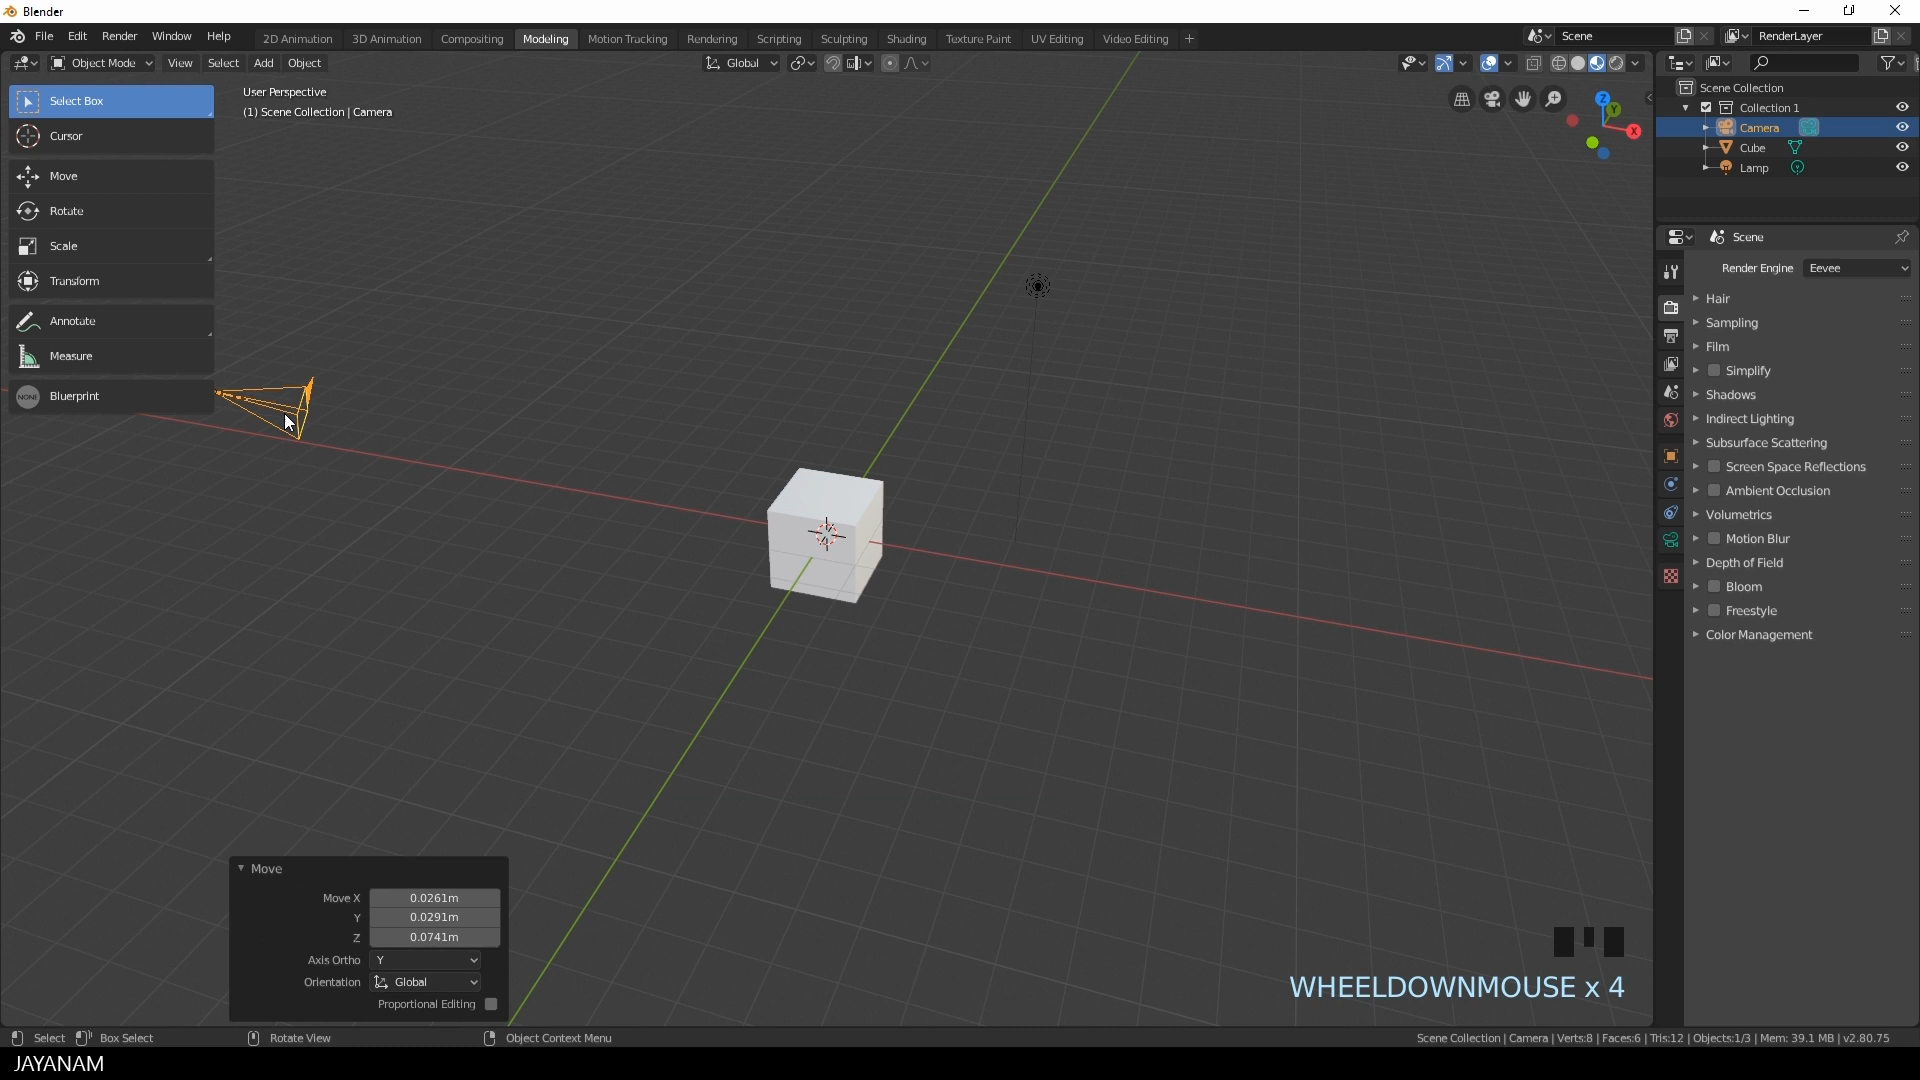 Blender
File Edit Render Window Help
2D Animation 3D Animation Compositing Modeling Motion Tracking Rendering Scripting Sculpting Shading Texture Paint UV Editing Video Editing +
Scene
RenderLayer
Object Mode View Select Add Object
Global
Select Box
Cursor
Move
Rotate
Scale
Transform
Annotate
Measure
NONE Bluerprint
User Perspective
(1) Scene Collection | Camera
Z
Y
X
Scene Collection
Collection 1
Camera
Cube
Lamp
Scene
Render Engine Eevee
Hair
Sampling
Film
Simplify
Shadows
Indirect Lighting
Subsurface Scattering
Screen Space Reflections
Ambient Occlusion
Volumetrics
Motion Blur
Depth of Field
Bloom
Freestyle
Color Management
Move
Move X 0.0261m
Y 0.0291m
Z 0.0741m
Axis Ortho Y
Orientation Global
Proportional Editing
WHEELDOWNMOUSE x 4
Select Box Select Rotate View Object Context Menu
Scene Collection | Camera | Verts:8 | Faces:6 | Tris:12 | Objects:1/3 | Mem: 39.1 MB | v2.80.75
JAYANAM